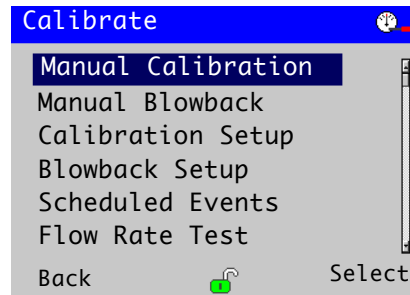 Calibrate
Manual Calibration
Manual Blowback
Calibration Setup
Blowback Setup
Scheduled Events
Flow Rate Test
Back Select